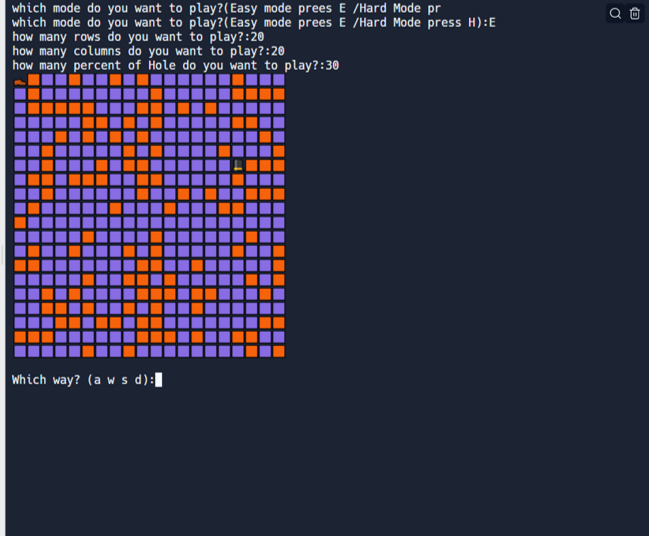 which mode do you want to play?(Easy mode prees E /Hard Mode pr
which mode do you want to play?(Easy mode prees E /Hard Mode press H):E
how many rows do you want to play?:20
how many columns do you want to play?:20
how many percent of Hole do you want to play?:30
Which way? (a w s d):